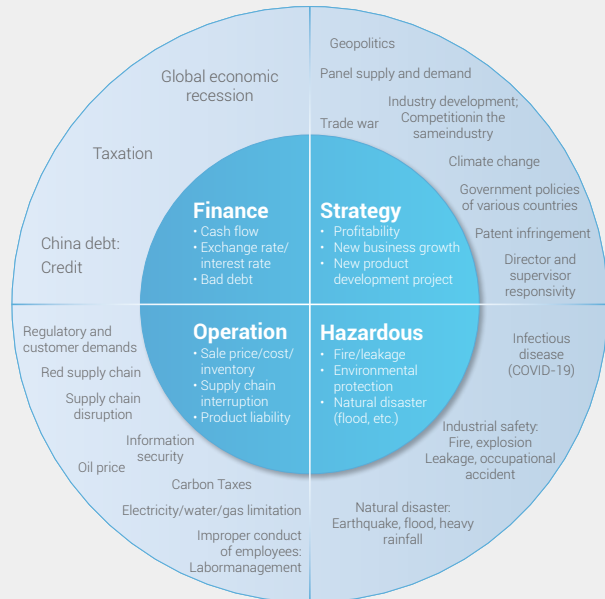 Geopolitics
Panel supply and demand
Global economic
recession
Industry development;
Competitionin the
sameindustry
Trade war
Taxation
Climate change
Government policies
of various countries
Patent infringement
Director and
supervisor
responsivity
China debt:
Credit
Finance
• Cash flow
• Exchange rate/
interest rate
• Bad debt
Strategy
• Profitability
• New business growth
• New product
development project
Operation
• Sale price/cost/
inventory
• Supply chain
interruption
• Product liability
Hazardous
• Fire/leakage
• Environmental
protection
• Natural disaster
(flood, etc.)
Regulatory and
customer demands
Red supply chain
Supply chain
disruption
Information
security
Oil price
Carbon Taxes
Electricity/water/gas limitation
Improper conduct
of employees:
Labormanagement
Infectious
disease
(COVID-19)
Industrial safety:
Fire, explosion
Leakage, occupational
accident
Natural disaster:
Earthquake, flood, heavy
rainfall